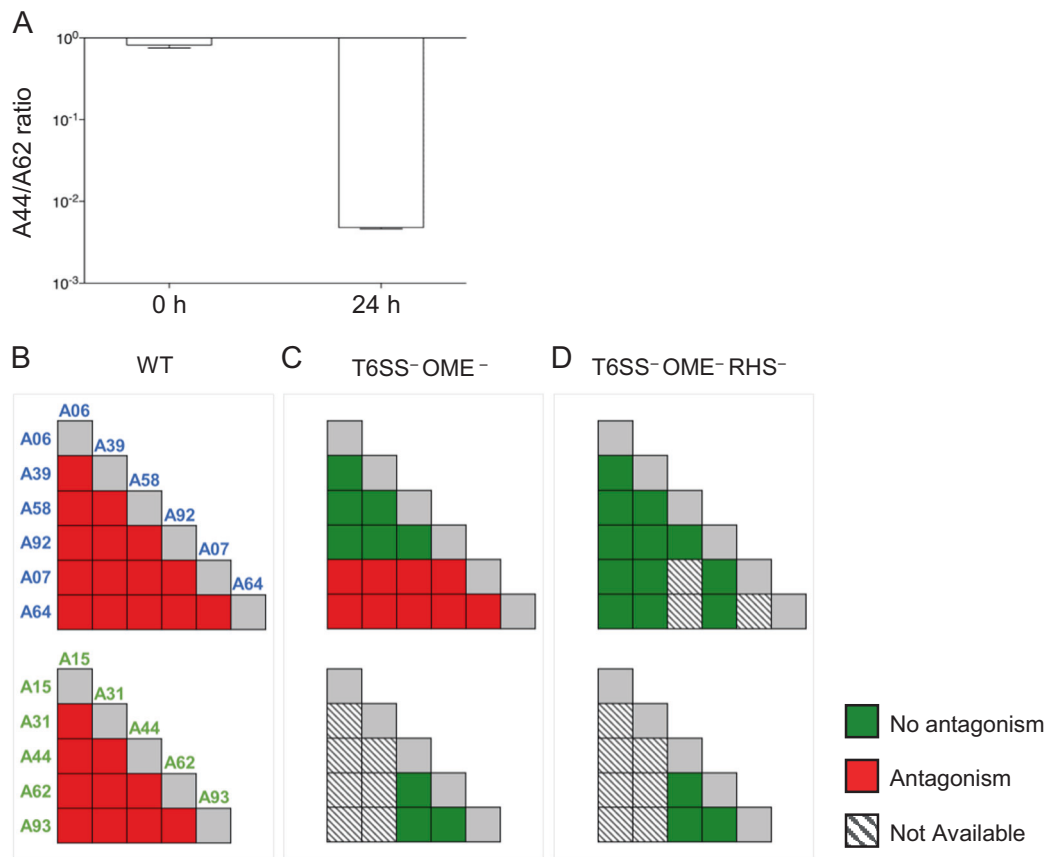 A
A44/A62 ratio
10⁰
10⁻¹
10⁻²
10⁻³
0 h
24 h
B
WT
C
T6SS⁻ OME⁻
D
T6SS⁻ OME⁻ RHS⁻
A06
A06
A39
A39
A58
A58
A92
A92
A07
A07
A64
A64
A15
A15
A31
A31
A44
A44
A62
A62
A93
A93
No antagonism
Antagonism
Not Available